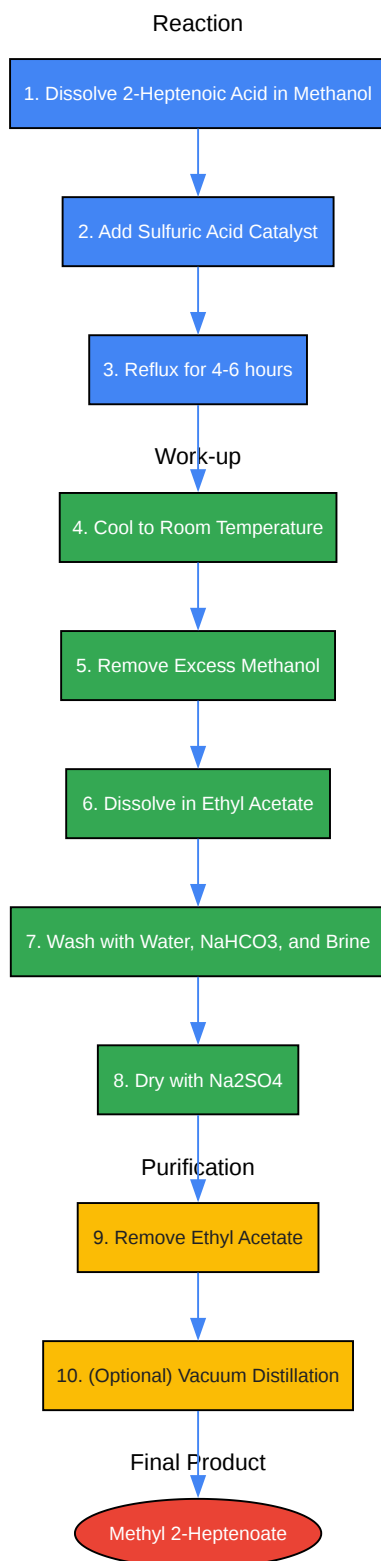 Reaction
1. Dissolve 2-Heptenoic Acid in Methanol
2. Add Sulfuric Acid Catalyst
3. Reflux for 4-6 hours
Work-up
4. Cool to Room Temperature
5. Remove Excess Methanol
6. Dissolve in Ethyl Acetate
7. Wash with Water, NaHCO3, and Brine
8. Dry with Na2SO4
Purification
9. Remove Ethyl Acetate
10. (Optional) Vacuum Distillation
Final Product
Methyl 2-Heptenoate